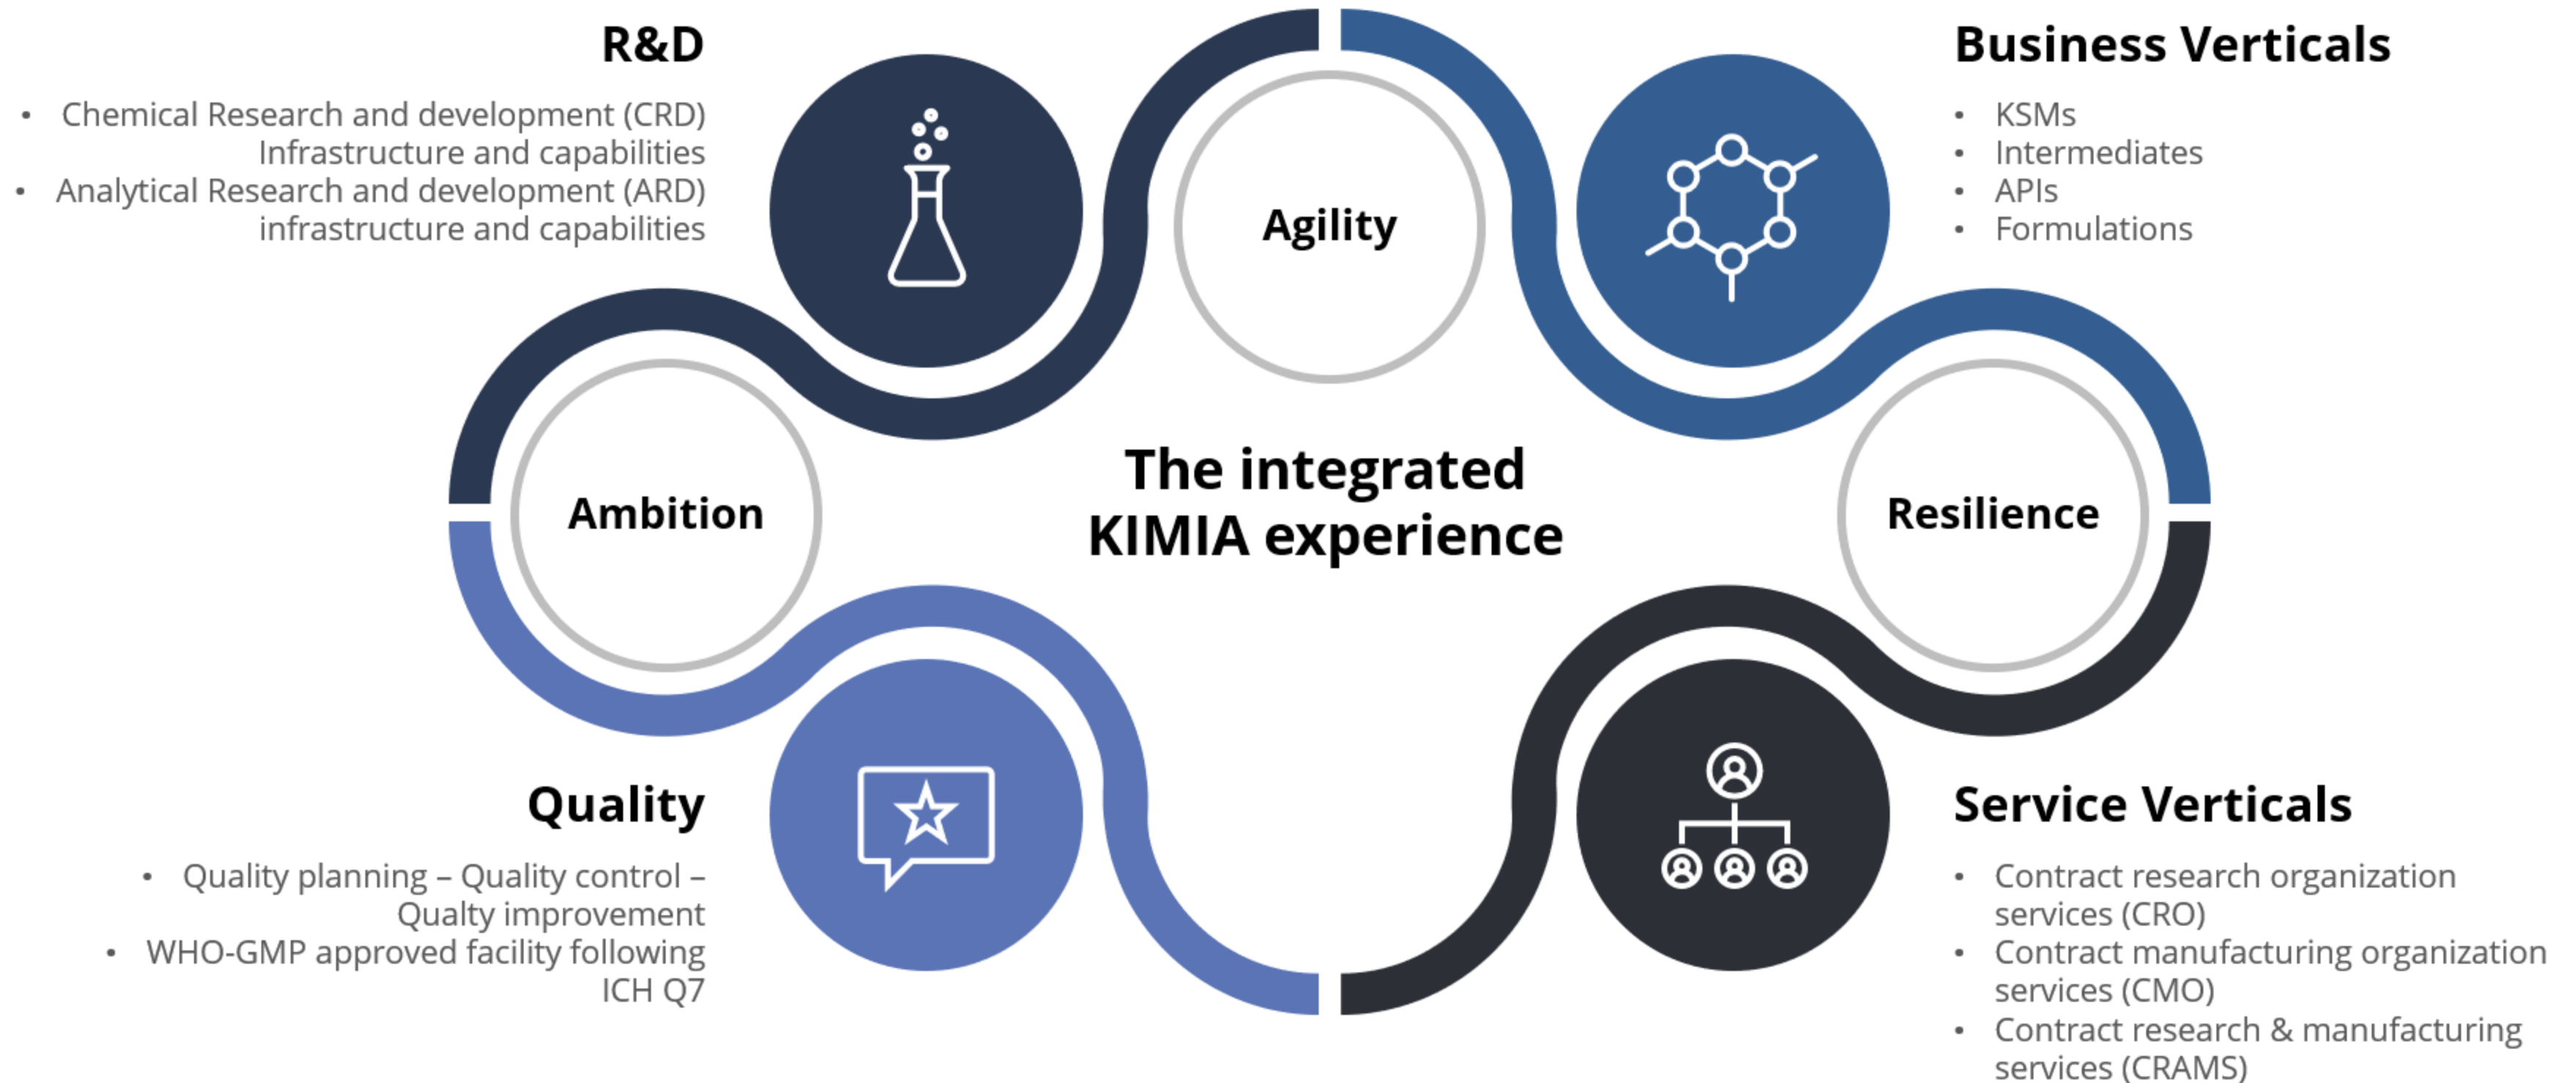 R&D
• Chemical Research and development (CRD)
Infrastructure and capabilities
• Analytical Research and development (ARD)
infrastructure and capabilities
Agility
Business Verticals
• KSMs
• Intermediates
• APIs
• Formulations
Ambition
The integrated
KIMIA experience
Resilience
Quality
• Quality planning – Quality control –
Qualty improvement
• WHO-GMP approved facility following
ICH Q7
Service Verticals
• Contract research organization
services (CRO)
• Contract manufacturing organization
services (CMO)
• Contract research & manufacturing
services (CRAMS)